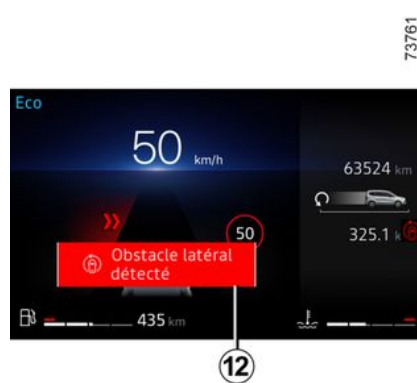 73761
Eco
50 km/h
63524 km
50
325.1 k
Obstacle latéral
détecté
435 km
12